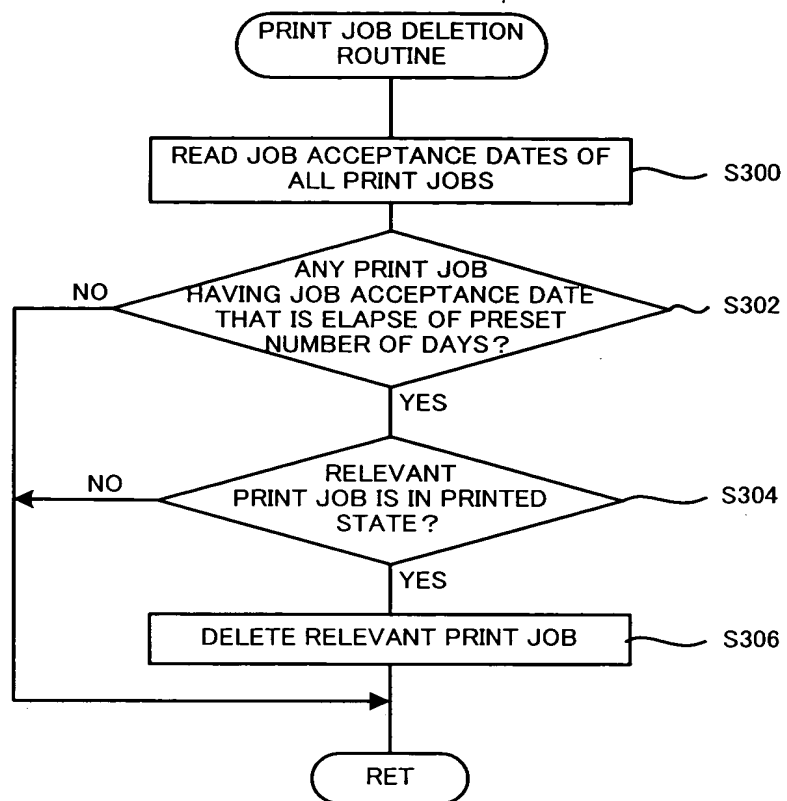 PRINT JOB DELETION
ROUTINE
READ JOB ACCEPTANCE DATES OF
ALL PRINT JOBS
S300
ANY PRINT JOB
HAVING JOB ACCEPTANCE DATE
THAT IS ELAPSE OF PRESET
NUMBER OF DAYS?
NO
S302
YES
RELEVANT
PRINT JOB IS IN PRINTED
STATE?
NO
S304
YES
DELETE RELEVANT PRINT JOB
S306
RET